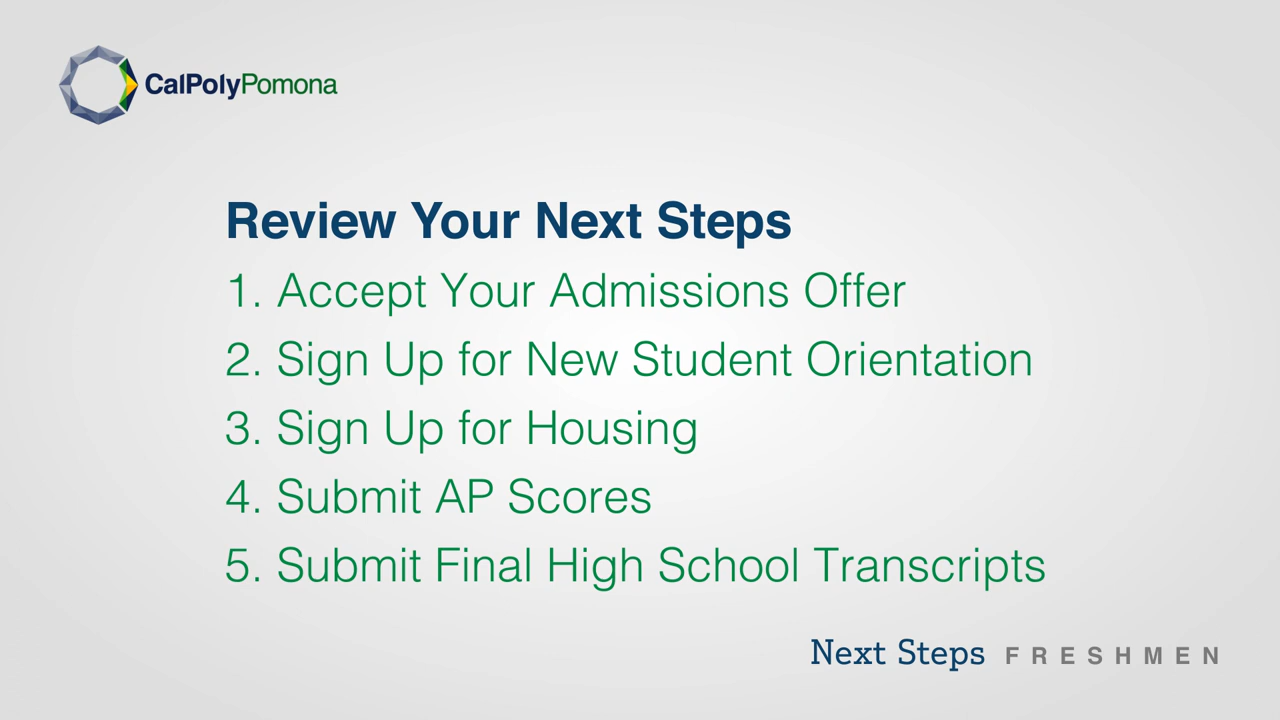 CalPolyPomona
Review Your Next Steps
1. Accept Your Admissions Offer
2. Sign Up for New Student Orientation
3. Sign Up for Housing
4. Submit AP Scores
5. Submit Final High School Transcripts
Next Steps FRESHMEN